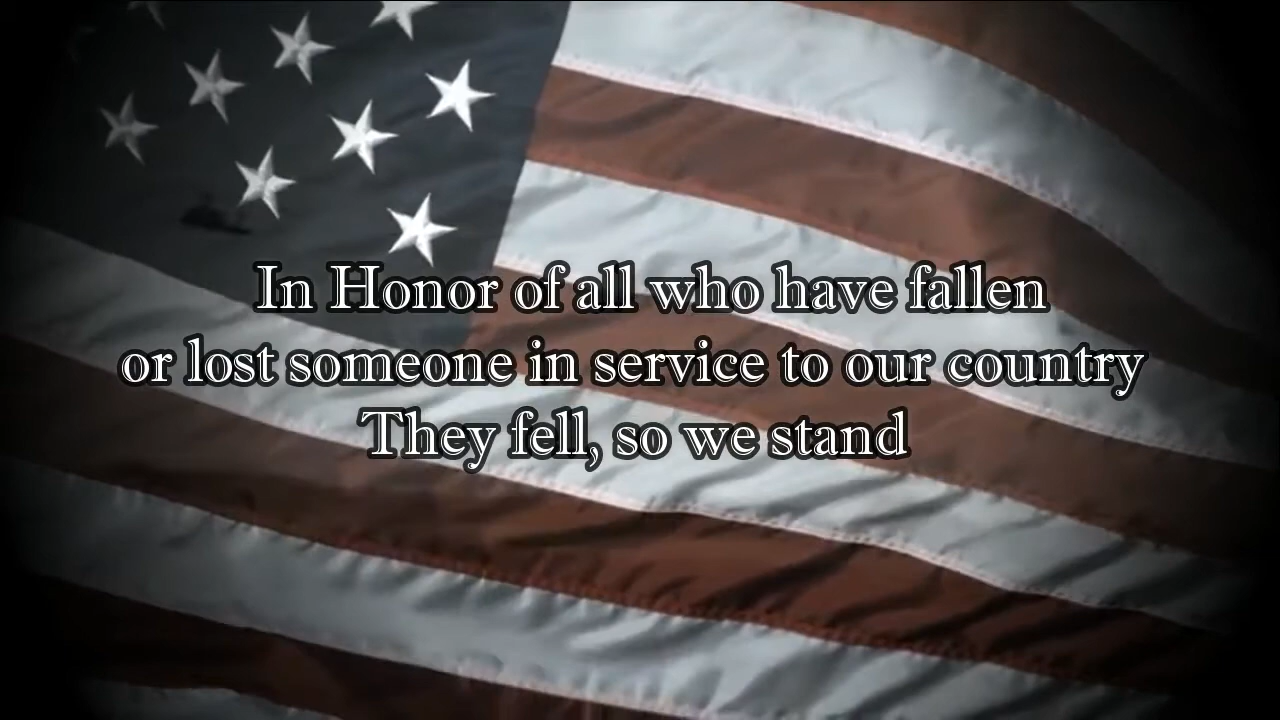 In Honor of all who have fallen
or lost someone in service to our country
They fell, so we stand